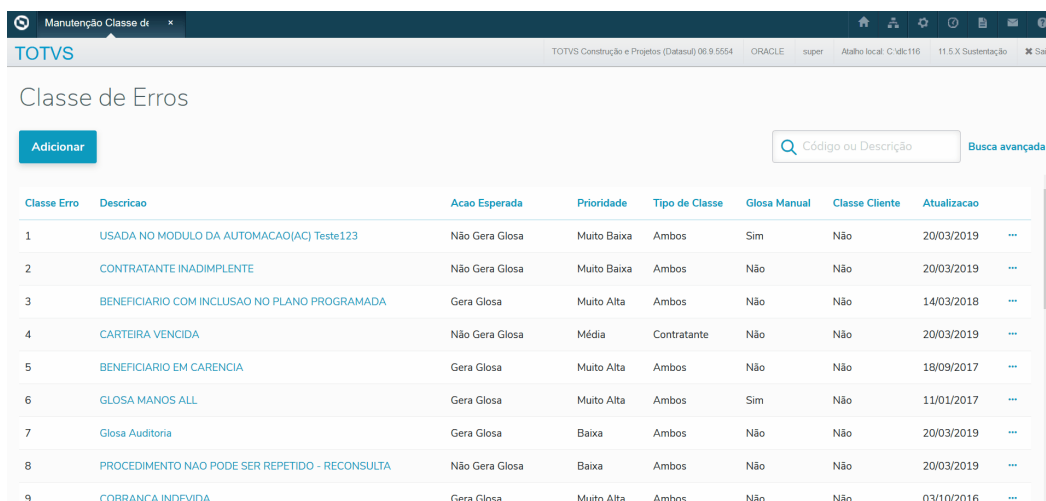 Manutenção Classe de ×
TOTVS
TOTVS Construção e Projetos (Datasul) 06.9.5554 ORACLE super Atalho local: C:\dlc116 11.5.X Sustentação ✖ Sai
Classe de Erros
Adicionar
Código ou Descrição
Busca avançada
Classe Erro Descricao Acao Esperada Prioridade Tipo de Classe Glosa Manual Classe Cliente Atualizacao
1 USADA NO MODULO DA AUTOMACAO(AC) Teste123 Não Gera Glosa Muito Baixa Ambos Sim Não 20/03/2019 ...
2 CONTRATANTE INADIMPLENTE Não Gera Glosa Muito Baixa Ambos Não Não 20/03/2019 ...
3 BENEFICIARIO COM INCLUSAO NO PLANO PROGRAMADA Gera Glosa Muito Alta Ambos Não Não 14/03/2018 ...
4 CARTEIRA VENCIDA Não Gera Glosa Média Contratante Não Não 20/03/2019 ...
5 BENEFICIARIO EM CARENCIA Gera Glosa Muito Alta Ambos Não Não 18/09/2017 ...
6 GLOSA MANOS ALL Gera Glosa Muito Alta Ambos Sim Não 11/01/2017 ...
7 Glosa Auditoria Gera Glosa Baixa Ambos Não Não 20/03/2019 ...
8 PROCEDIMENTO NAO PODE SER REPETIDO - RECONSULTA Não Gera Glosa Baixa Ambos Não Não 20/03/2019 ...
9 COBRANCA INDEVIDA Gera Glosa Muito Alta Ambos Não Não 03/10/2016 ...